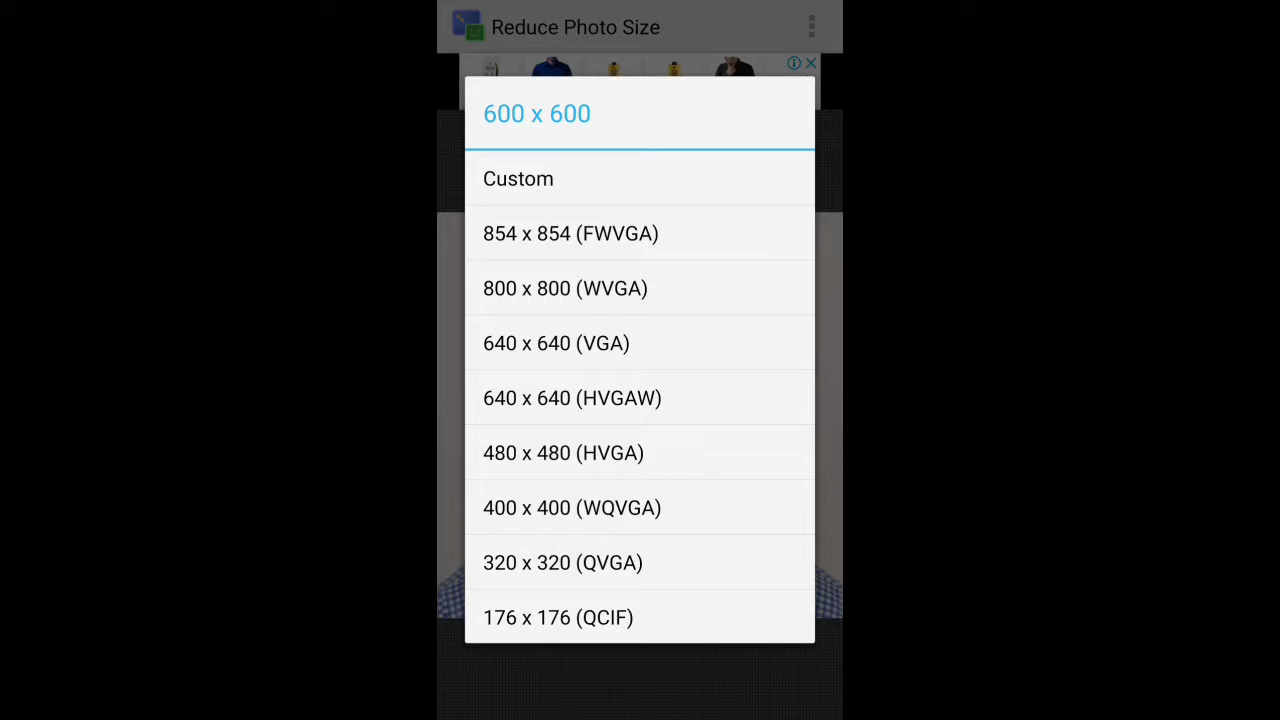 Reduce Photo Size
600 x 600
Custom
854 x 854 (FWVGA)
800 x 800 (WVGA)
640 x 640 (VGA)
640 x 640 (HVGAW)
480 x 480 (HVGA)
400 x 400 (WQVGA)
320 x 320 (QVGA)
176 x 176 (QCIF)